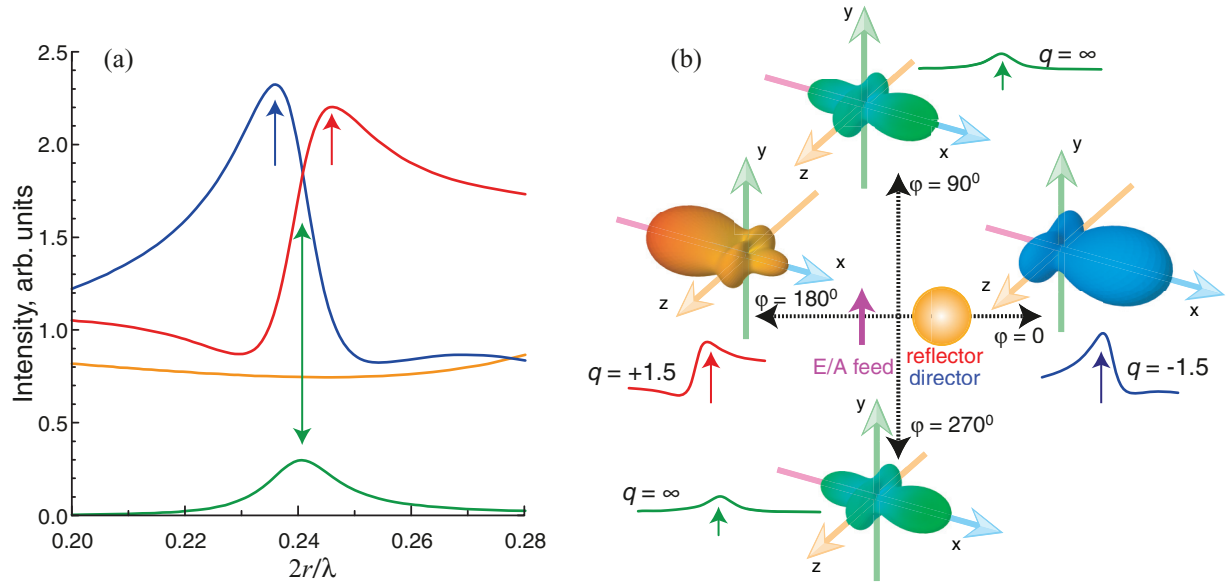 (a)
Intensity, arb. units
2.5
2.0
1.5
1.0
0.5
0.0
0.20
0.22
0.24
0.26
0.28
2r/λ
(b)
y
q = ∞
x
z
φ = 90⁰
y
x
z
φ = 180⁰
y
x
z
φ = 0
q = +1.5
E/A feed
reflector
director
q = -1.5
φ = 270⁰
y
q = ∞
x
z